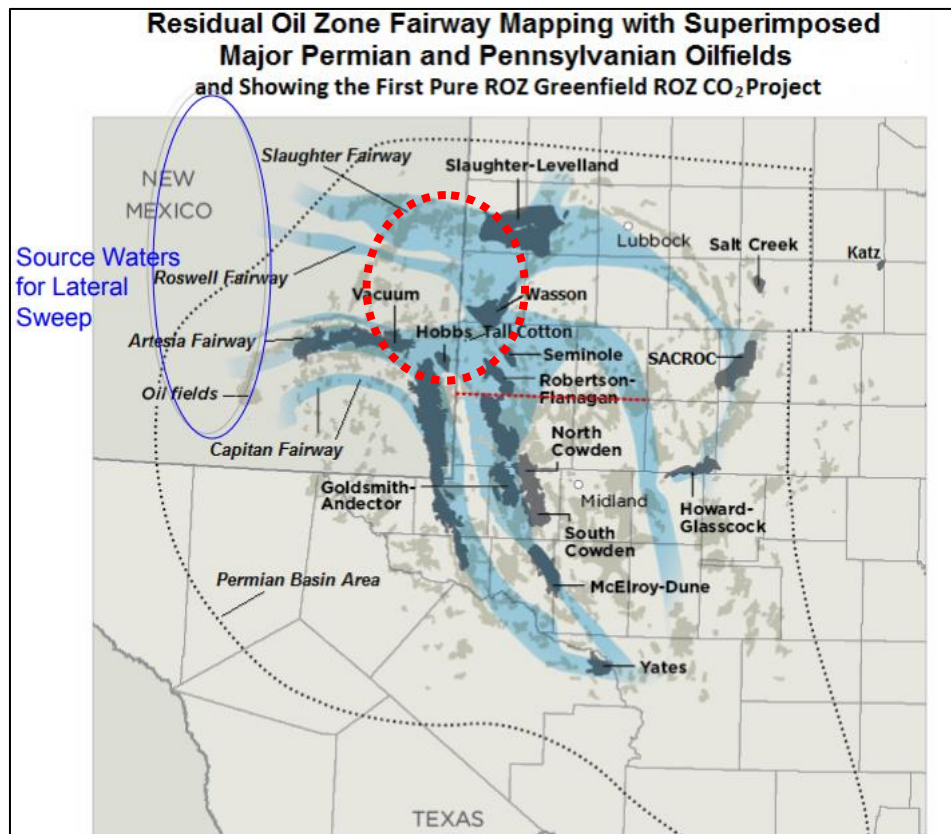 Residual Oil Zone Fairway Mapping with Superimposed
Major Permian and Pennsylvanian Oilfields
and Showing the First Pure ROZ Greenfield ROZ CO₂ Project
Slaughter Fairway
Slaughter-Levelland
NEW
MEXICO
Lubbock
Salt Creek
Katz
Source Waters
for Lateral
Sweep
Roswell Fairway
Vacuum
Wasson
Hobbs
Tall Cotton
Artesia Fairway
Seminole
SACROC
Robertson-
Flanagan
Oil fields
Capitan Fairway
North
Cowden
Goldsmith-
Andector
Midland
Howard-
Glasscock
South
Cowden
Permian Basin Area
McElroy-Dune
Yates
TEXAS